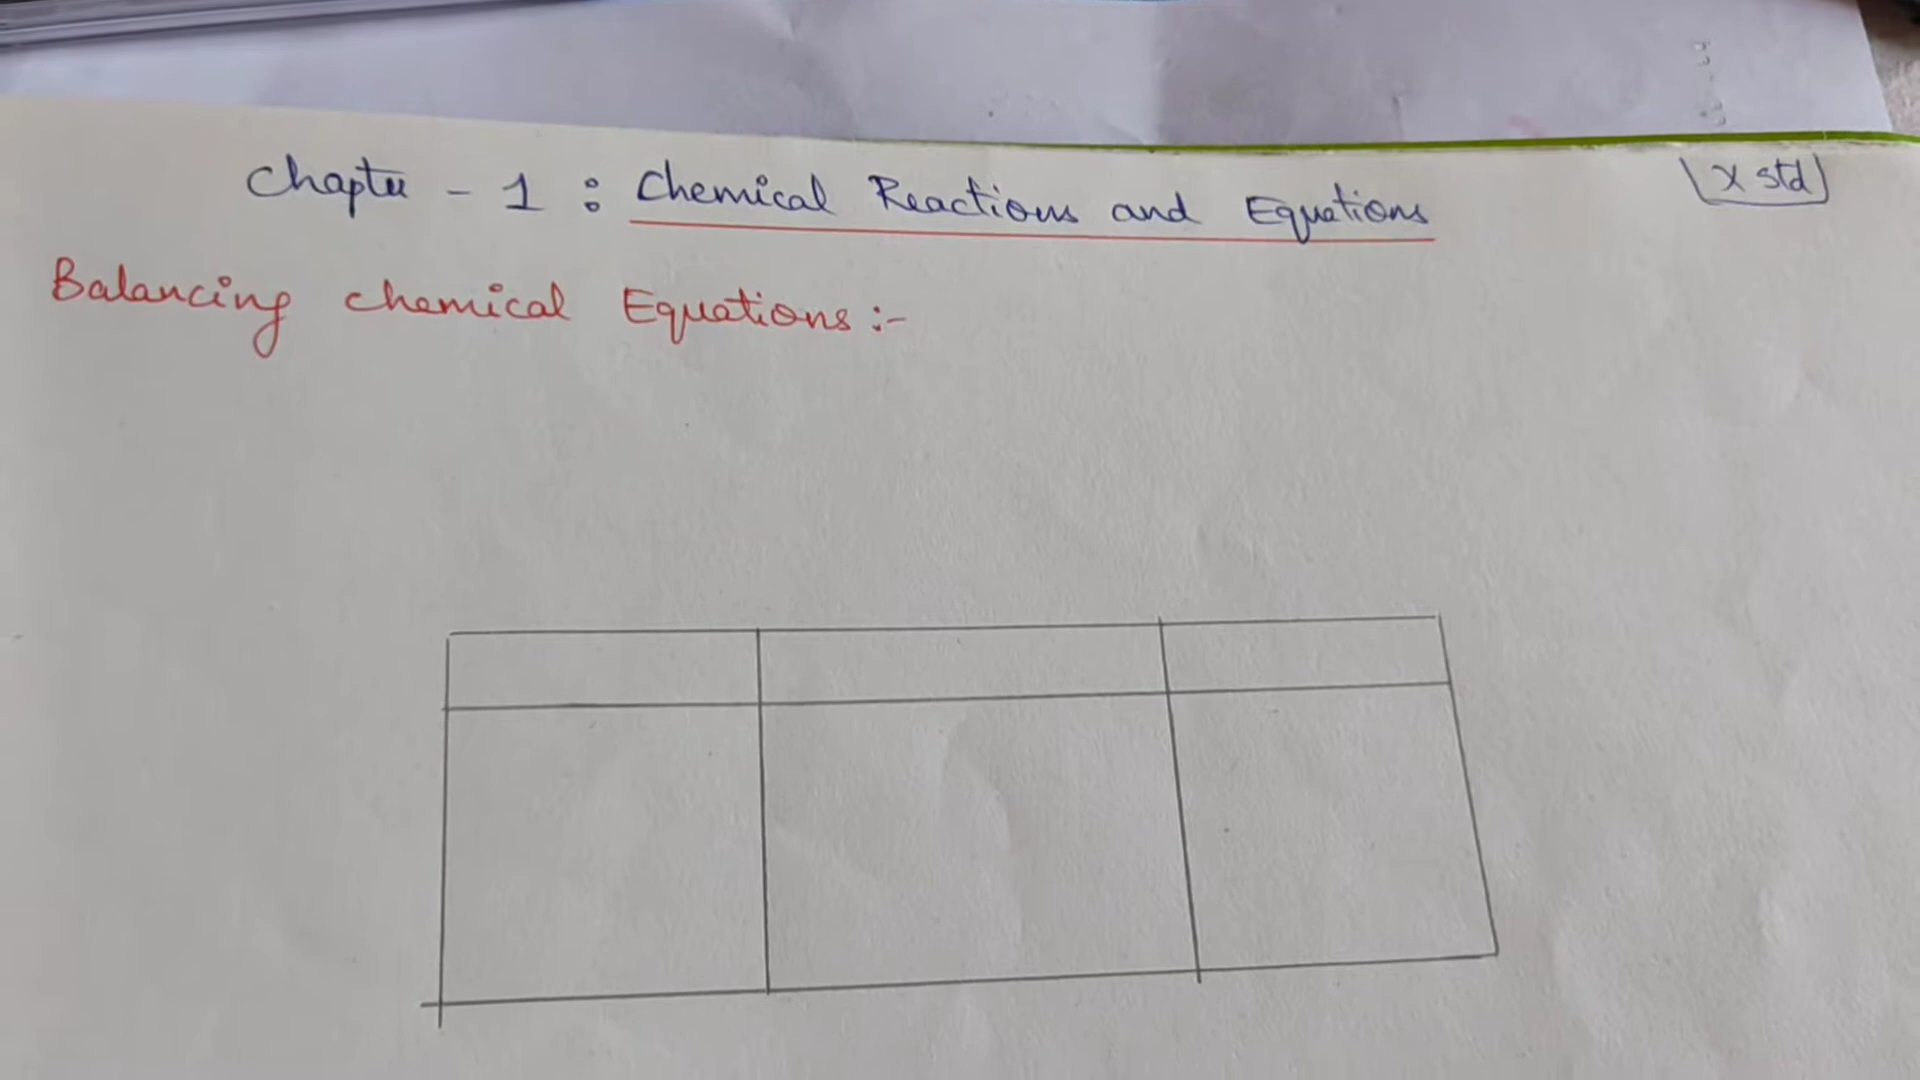 Chapter - 1 : Chemical Reactions and Equations
X std
Balancing chemical Equations :-